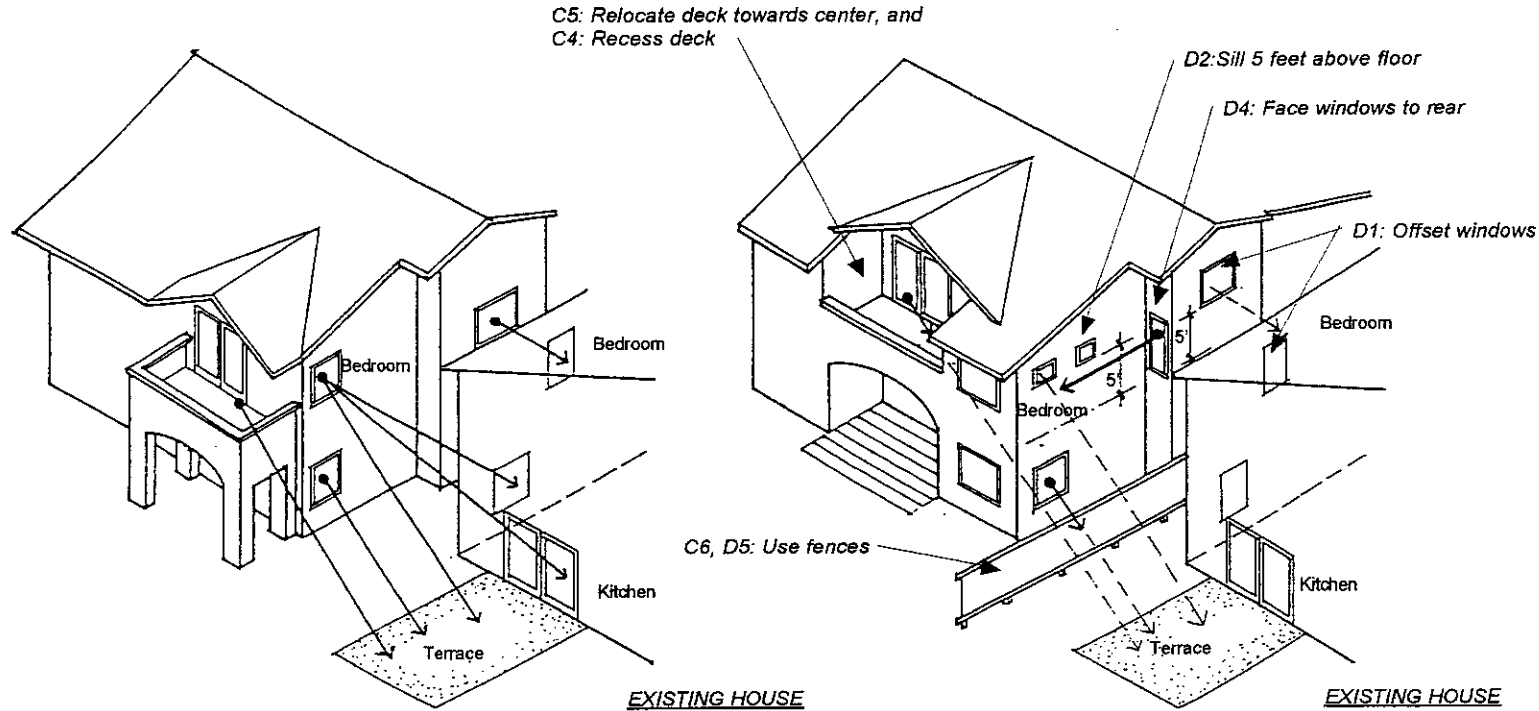 C5: Relocate deck towards center, and
C4: Recess deck
D2:Sill 5 feet above floor
D4: Face windows to rear
D1: Offset windows
Bedroom
Bedroom
Bedroom
5'
5'
Bedroom
C6, D5: Use fences
Kitchen
Kitchen
Terrace
Terrace
EXISTING HOUSE
EXISTING HOUSE